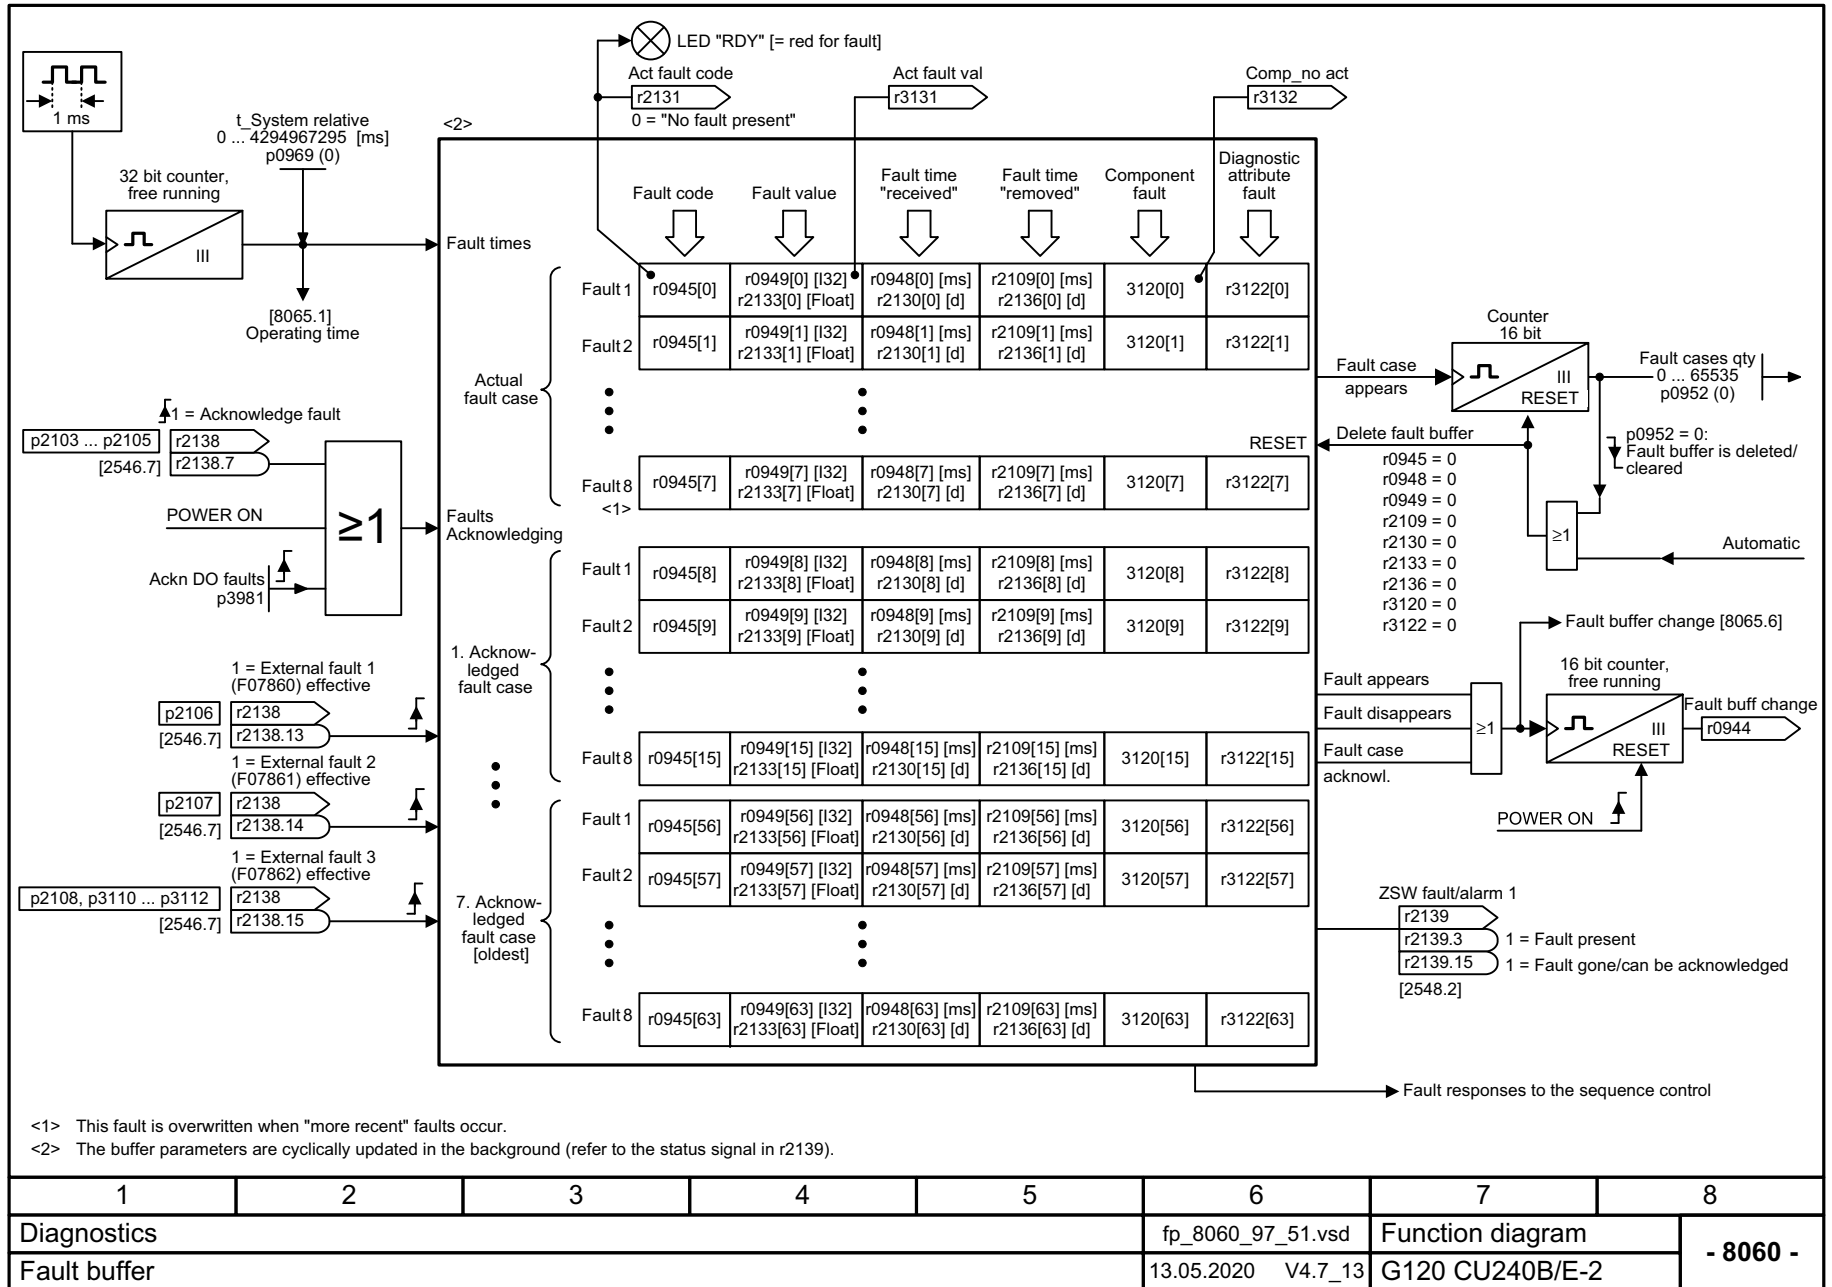 LED "RDY" [= red for fault]
Act fault code
r2131
0 = "No fault present"
Act fault val
r3131
Comp_no act
r3132
1 ms
t_System relative
0 ... 4294967295 [ms]
p0969 (0)
<2>
32 bit counter,
free running
III
Fault times
[8065.1]
Operating time
Fault code
Fault value
Fault time
"received"
Fault time
"removed"
Component
fault
Diagnostic
attribute
fault
Actual
fault case
Fault 1
r0945[0]
r0949[0] [I32]
r2133[0] [Float]
r0948[0] [ms]
r2130[0] [d]
r2109[0] [ms]
r2136[0] [d]
3120[0]
r3122[0]
Fault 2
r0945[1]
r0949[1] [I32]
r2133[1] [Float]
r0948[1] [ms]
r2130[1] [d]
r2109[1] [ms]
r2136[1] [d]
3120[1]
r3122[1]
Fault 8
<1>
r0945[7]
r0949[7] [I32]
r2133[7] [Float]
r0948[7] [ms]
r2130[7] [d]
r2109[7] [ms]
r2136[7] [d]
3120[7]
r3122[7]
RESET
1 = Acknowledge fault
p2103 ... p2105
r2138
[2546.7]
r2138.7
POWER ON
≥1
Faults
Acknowledging
Ackn DO faults
p3981
1. Acknow-
ledged
fault case
Fault 1
r0945[8]
r0949[8] [I32]
r2133[8] [Float]
r0948[8] [ms]
r2130[8] [d]
r2109[8] [ms]
r2136[8] [d]
3120[8]
r3122[8]
Fault 2
r0945[9]
r0949[9] [I32]
r2133[9] [Float]
r0948[9] [ms]
r2130[9] [d]
r2109[9] [ms]
r2136[9] [d]
3120[9]
r3122[9]
Fault 8
r0945[15]
r0949[15] [I32]
r2133[15] [Float]
r0948[15] [ms]
r2130[15] [d]
r2109[15] [ms]
r2136[15] [d]
3120[15]
r3122[15]
7. Acknow-
ledged
fault case
[oldest]
Fault 1
r0945[56]
r0949[56] [I32]
r2133[56] [Float]
r0948[56] [ms]
r2130[56] [d]
r2109[56] [ms]
r2136[56] [d]
3120[56]
r3122[56]
Fault 2
r0945[57]
r0949[57] [I32]
r2133[57] [Float]
r0948[57] [ms]
r2130[57] [d]
r2109[57] [ms]
r2136[57] [d]
3120[57]
r3122[57]
Fault 8
r0945[63]
r0949[63] [I32]
r2133[63] [Float]
r0948[63] [ms]
r2130[63] [d]
r2109[63] [ms]
r2136[63] [d]
3120[63]
r3122[63]
1 = External fault 1
(F07860) effective
p2106
r2138
[2546.7]
r2138.13
1 = External fault 2
(F07861) effective
p2107
r2138
[2546.7]
r2138.14
1 = External fault 3
(F07862) effective
p2108, p3110 ... p3112
r2138
[2546.7]
r2138.15
Counter
16 bit
Fault case
appears
III
RESET
Fault cases qty
0 ... 65535
p0952 (0)
Delete fault buffer
r0945 = 0
r0948 = 0
r0949 = 0
r2109 = 0
r2130 = 0
r2133 = 0
r2136 = 0
r3120 = 0
r3122 = 0
p0952 = 0:
Fault buffer is deleted/
cleared
≥1
Automatic
Fault buffer change [8065.6]
16 bit counter,
free running
Fault appears
Fault disappears
Fault case
acknowl.
≥1
III
RESET
Fault buff change
r0944
POWER ON
ZSW fault/alarm 1
r2139
r2139.3
1 = Fault present
r2139.15
1 = Fault gone/can be acknowledged
[2548.2]
Fault responses to the sequence control
<1> This fault is overwritten when "more recent" faults occur.
<2> The buffer parameters are cyclically updated in the background (refer to the status signal in r2139).
1 2 3 4 5 6 7 8
Diagnostics
fp_8060_97_51.vsd
Function diagram
- 8060 -
Fault buffer
13.05.2020 V4.7_13
G120 CU240B/E-2